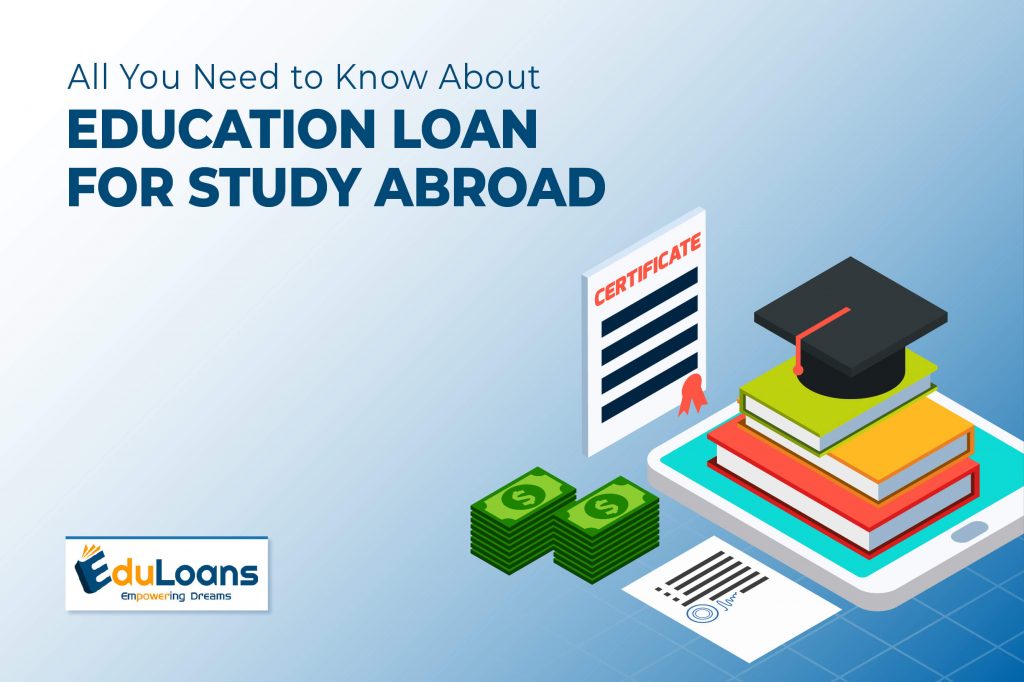 All You Need to Know About
EDUCATION LOAN
FOR STUDY ABROAD
CERTIFICATE
$ $
EduLoans
Empowering Dreams